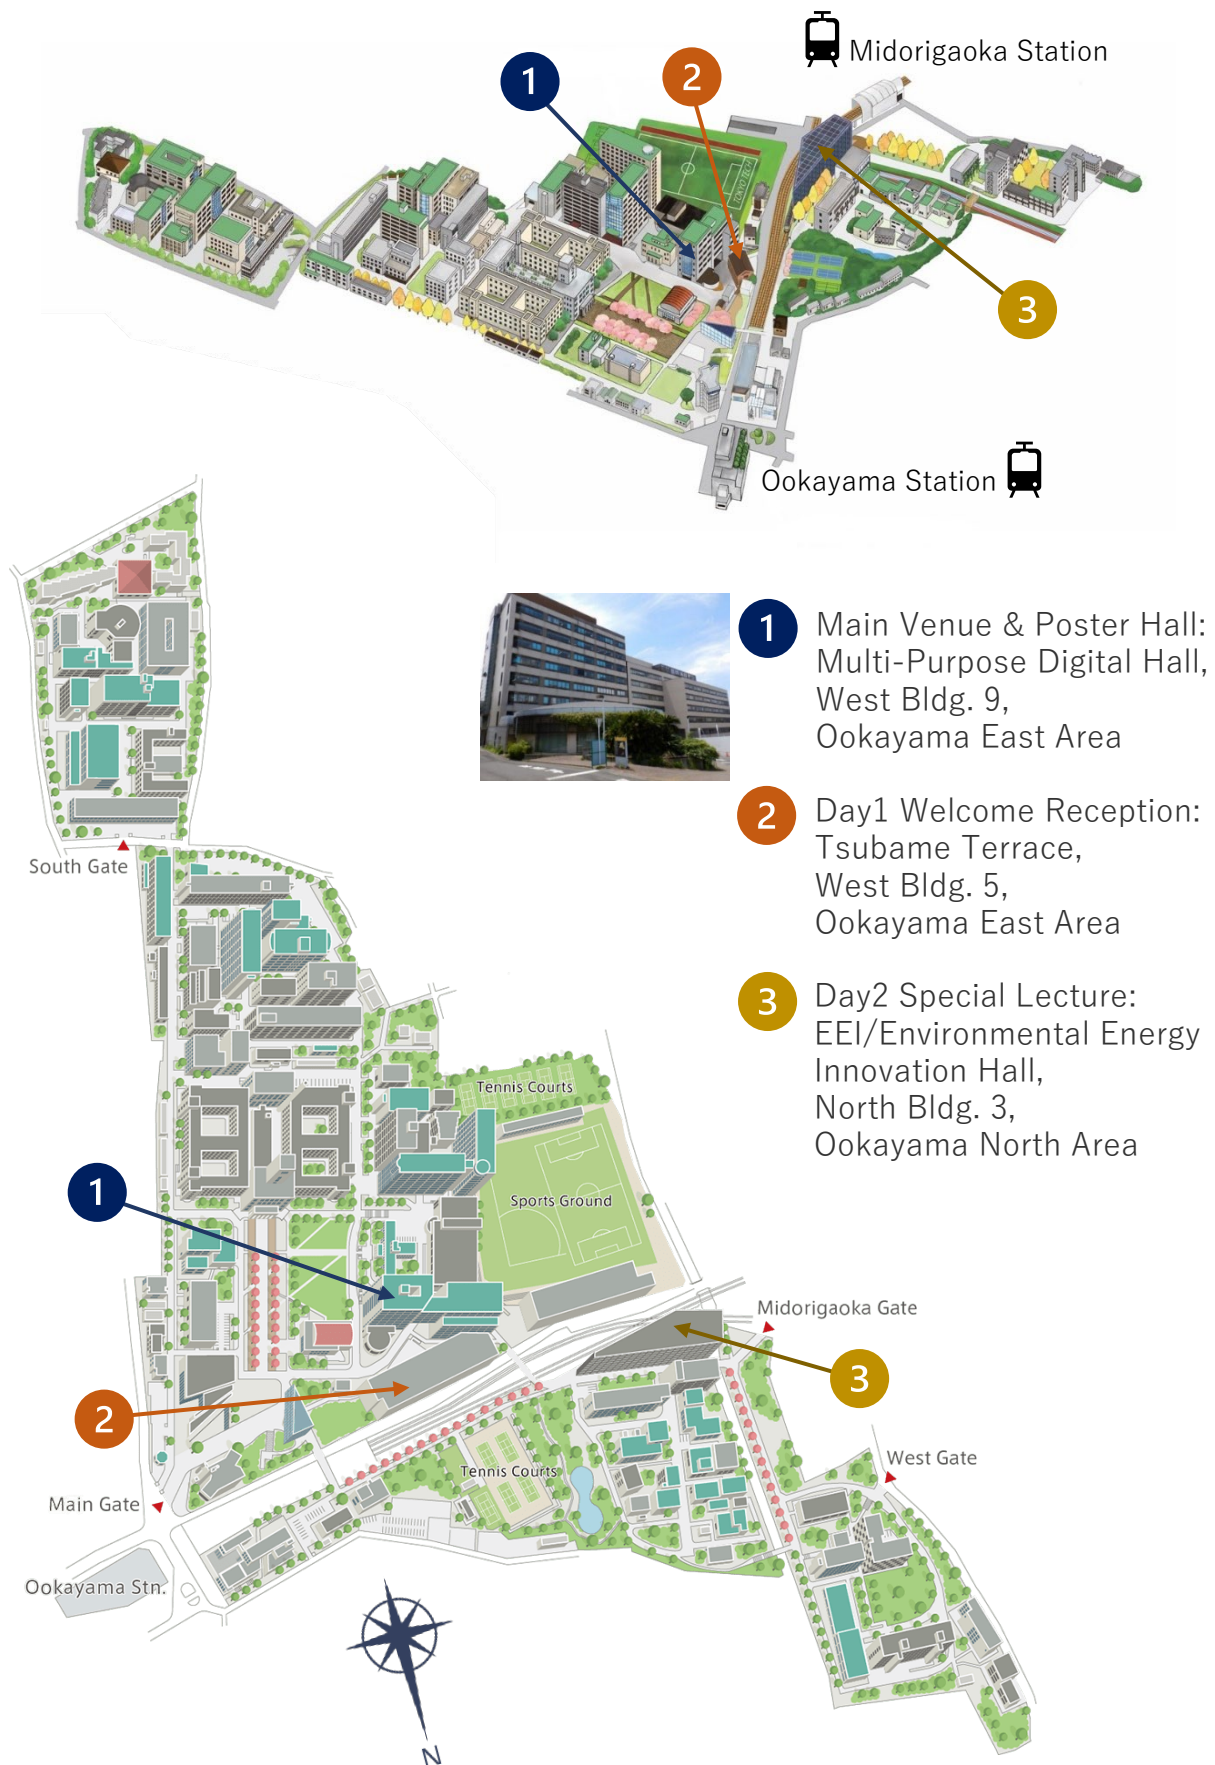 Midorigaoka Station
1
2
TOKYO TECH
3
Ookayama Station
1
Main Venue & Poster Hall:
Multi-Purpose Digital Hall,
West Bldg. 9,
Ookayama East Area
2
Day1 Welcome Reception:
Tsubame Terrace,
West Bldg. 5,
Ookayama East Area
3
Day2 Special Lecture:
EEI/Environmental Energy
Innovation Hall,
North Bldg. 3,
Ookayama North Area
South Gate
Tennis Courts
1
Sports Ground
Midorigaoka Gate
3
2
West Gate
Tennis Courts
Main Gate
Ookayama Stn.
N